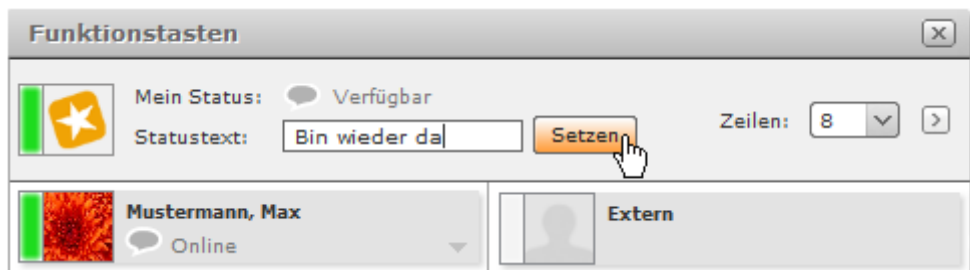 Funktionstasten
Mein Status: Verfügbar
Statustext: Bin wieder da Setzen Zeilen: 8
Mustermann, Max
Online
Extern